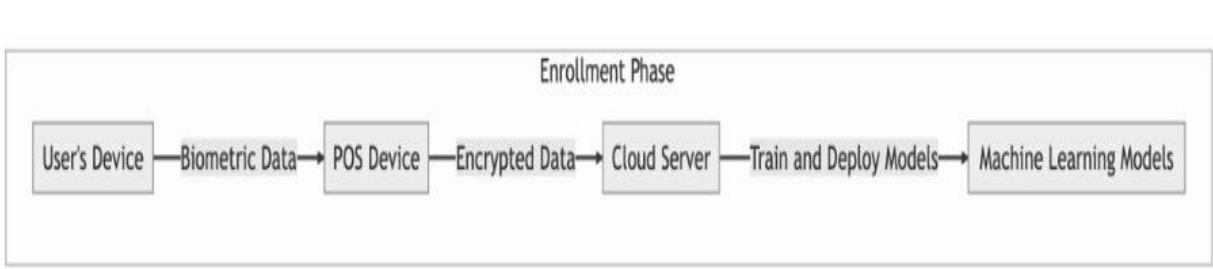 Enrollment Phase
User's Device Biometric Data POS Device Encrypted Data Cloud Server Train and Deploy Models Machine Learning Models